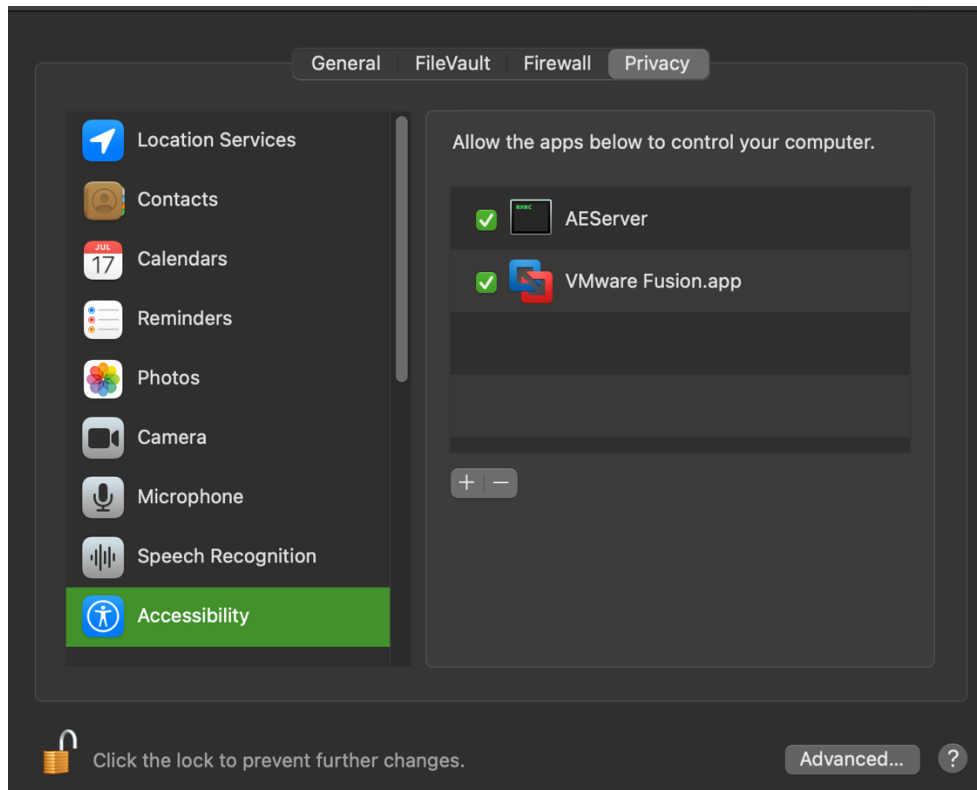 General FileVault Firewall Privacy
Location Services
Contacts
JUL
17
Calendars
Reminders
Photos
Camera
Microphone
Speech Recognition
Accessibility
Allow the apps below to control your computer.
exec
AEServer
VMware Fusion.app
+ −
Click the lock to prevent further changes.
Advanced... ?